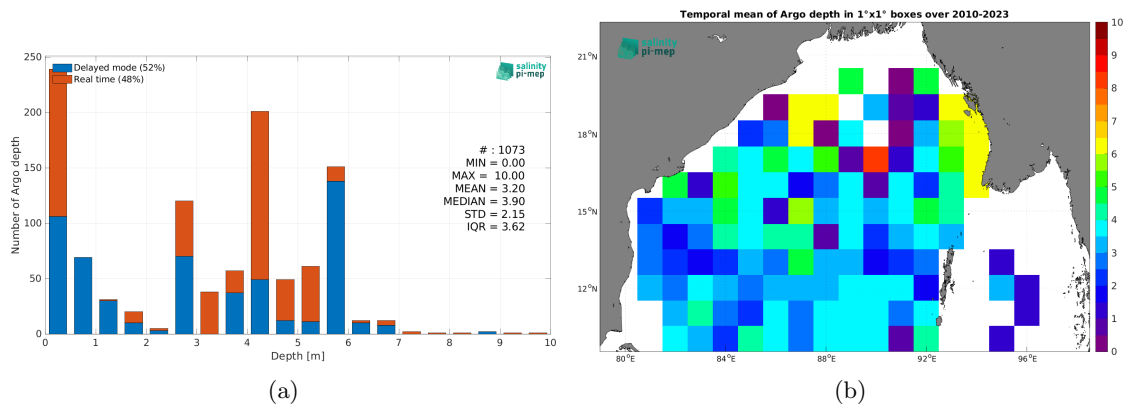 250
200
150
100
50
0
Number of Argo depth
Delayed mode (52%)
Real time (48%)
salinity
pi-mep
# : 1073
MIN = 0.00
MAX = 10.00
MEAN = 3.20
MEDIAN = 3.90
STD = 2.15
IQR = 3.62
0 1 2 3 4 5 6 7 8 9 10
Depth [m]
(a)
Temporal mean of Argo depth in 1°x1° boxes over 2010-2023
salinity
pi-mep
21°N
18°N
15°N
12°N
80°E 84°E 88°E 92°E 96°E
10
9
8
7
6
5
4
3
2
1
0
(b)